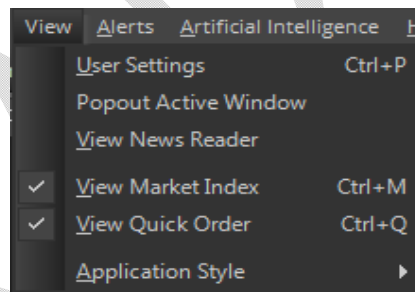 View Alerts Artificial Intelligence
User Settings Ctrl+P
Popout Active Window
View News Reader
View Market Index Ctrl+M
View Quick Order Ctrl+Q
Application Style